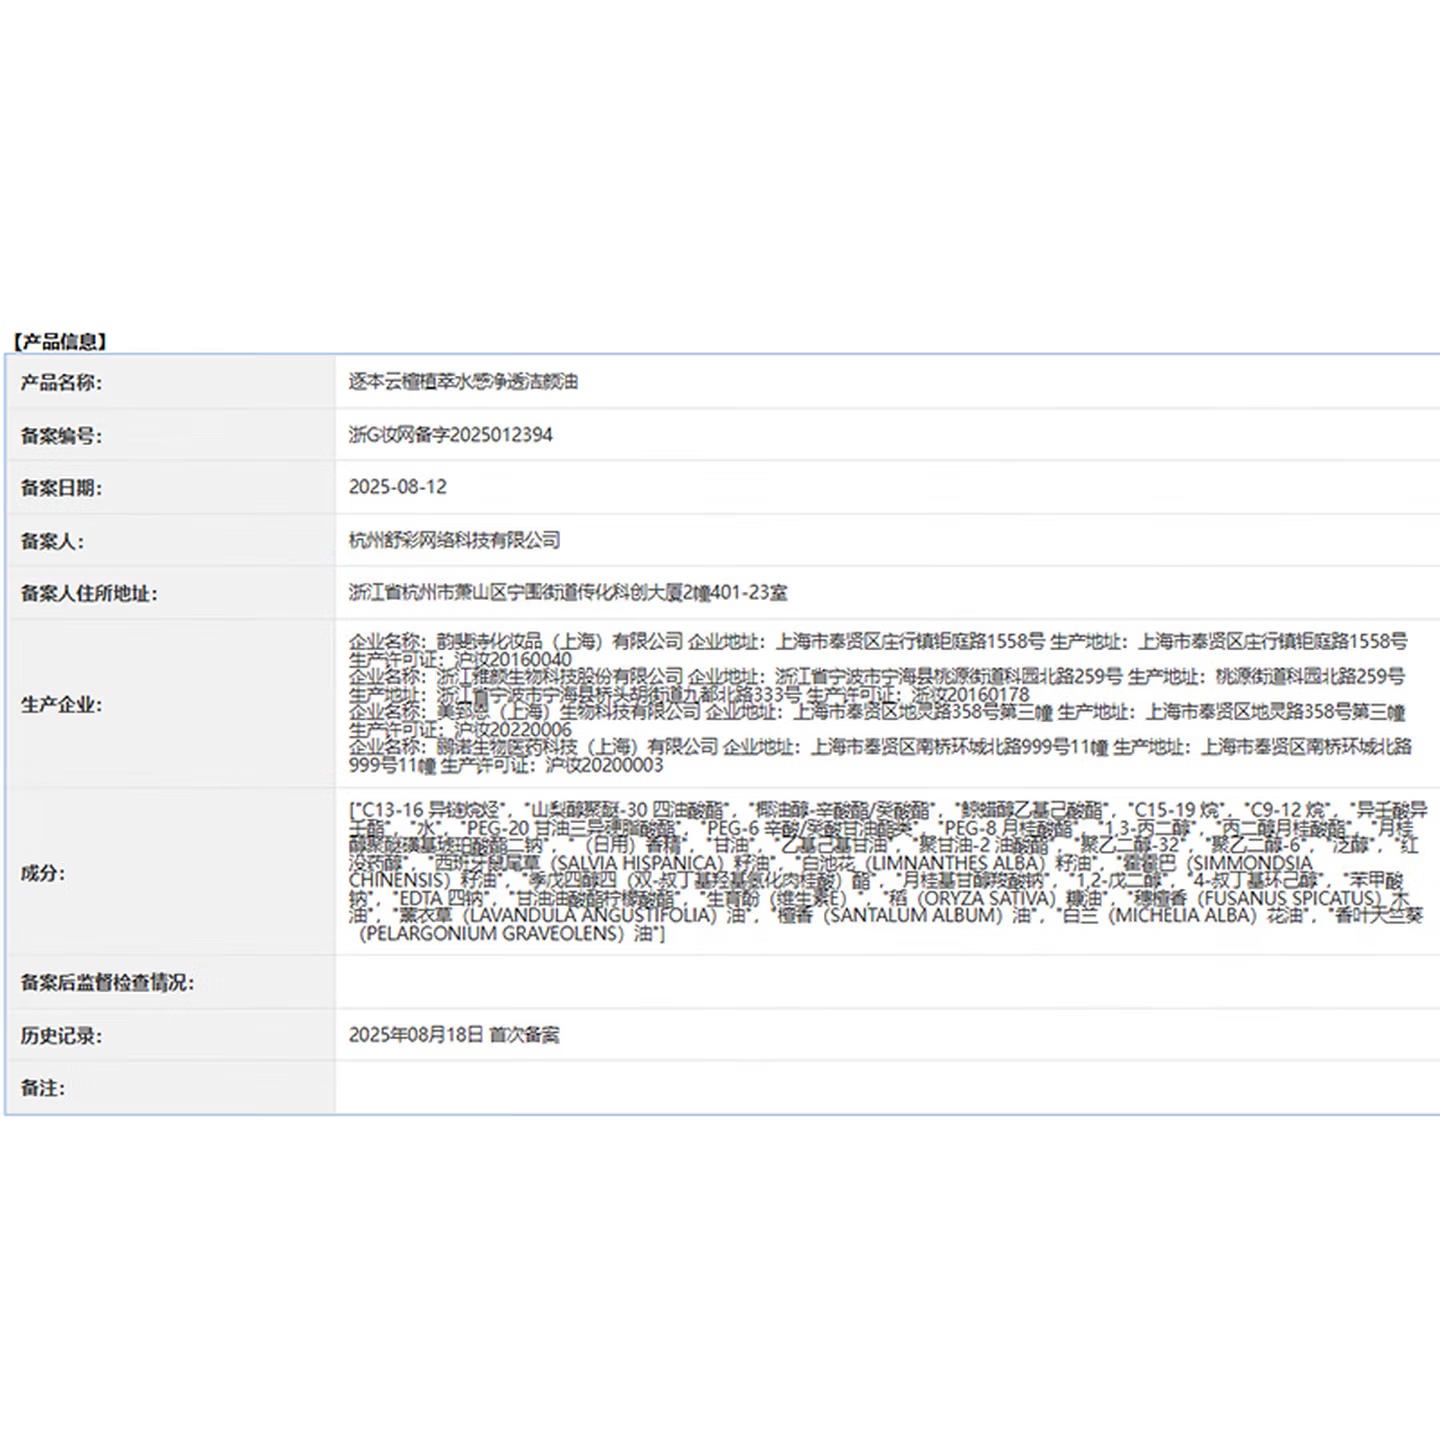 【产品信息】
产品名称： 逐本云檀植萃水感净透洁颜油
备案编号： 浙G妆网备字2025012394
备案日期： 2025-08-12
备案人： 杭州舒彩网络科技有限公司
备案人住所地址： 浙江省杭州市萧山区宁围街道传化科创大厦2幢401-23室
生产企业：
企业名称：韵斐诗化妆品（上海）有限公司 企业地址：上海市奉贤区庄行镇钜庭路1558号 生产地址：上海市奉贤区庄行镇钜庭路1558号
生产许可证：沪妆20160040
企业名称：浙江雅颜生物科技股份有限公司 企业地址：浙江省宁波市宁海县桃源街道科园北路259号 生产地址：桃源街道科园北路259号
生产地址：浙江省宁波市宁海县桥头胡街道九都北路333号 生产许可证：浙妆20160178
企业名称：美郅恩（上海）生物科技有限公司 企业地址：上海市奉贤区地灵路358号第三幢 生产地址：上海市奉贤区地灵路358号第三幢
生产许可证：沪妆20220006
企业名称：鹂诺生物医药科技（上海）有限公司 企业地址：上海市奉贤区南桥环城北路999号11幢 生产地址：上海市奉贤区南桥环城北路
999号11幢 生产许可证：沪妆20200003
成分：
["C13-16 异链烷烃"，"山梨醇聚醚-30 四油酸酯"，"椰油醇-辛酸酯/癸酸酯"，"鲸蜡醇乙基己酸酯"，"C15-19 烷"，"C9-12 烷"，"异壬酸异
壬酯"，"水"，"PEG-20 甘油三异硬脂酸酯"，"PEG-6 辛酸/癸酸甘油酯类"，"PEG-8 月桂酸酯"，"1,3-丙二醇"，"丙二醇月桂酸酯"，"月桂
醇聚醚磺基琥珀酸酯二钠"，"（日用）香精"，"甘油"，"乙基己基甘油"，"聚甘油-2 油酸酯"，"聚乙二醇-32"，"聚乙二醇-6"，"泛醇"，"红
没药醇"，"西班牙鼠尾草（SALVIA HISPANICA）籽油"，"白池花（LIMNANTHES ALBA）籽油"，"霍霍巴（SIMMONDSIA
CHINENSIS）籽油"，"季戊四醇四（双-叔丁基羟基氢化肉桂酸）酯"，"月桂基甘醇羧酸钠"，"1,2-戊二醇"，"4-叔丁基环己醇"，"苯甲酸
钠"，"EDTA 四钠"，"甘油油酸酯柠檬酸酯"，"生育酚（维生素E）"，"稻（ORYZA SATIVA）糠油"，"穗檀香（FUSANUS SPICATUS）木
油"，"薰衣草（LAVANDULA ANGUSTIFOLIA）油"，"檀香（SANTALUM ALBUM）油"，"白兰（MICHELIA ALBA）花油"，"香叶天竺葵
（PELARGONIUM GRAVEOLENS）油"]
备案后监督检查情况：
历史记录： 2025年08月18日 首次备案
备注：